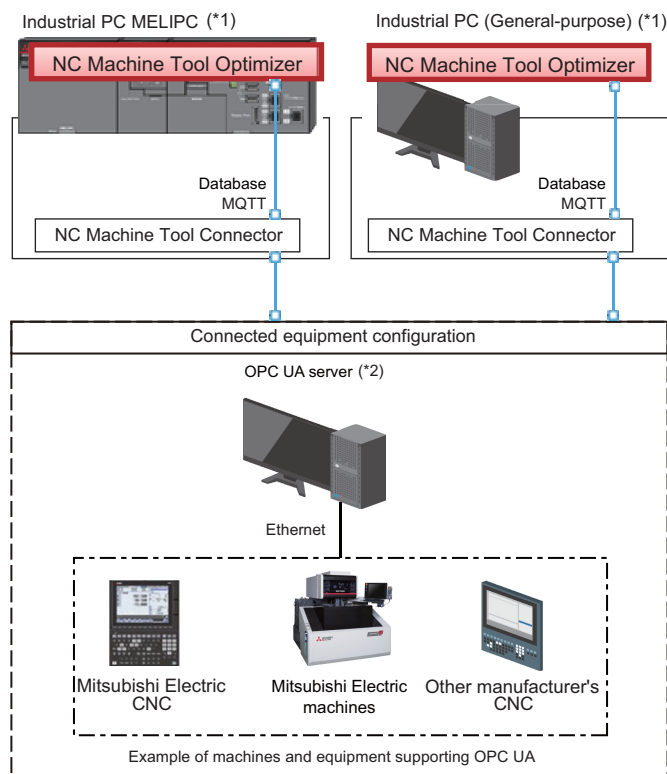 Industrial PC MELIPC (*1)
NC Machine Tool Optimizer
Database
MQTT
NC Machine Tool Connector
Industrial PC (General-purpose) (*1)
NC Machine Tool Optimizer
Database
MQTT
NC Machine Tool Connector
Connected equipment configuration
OPC UA server (*2)
Ethernet
Mitsubishi Electric
CNC
Mitsubishi Electric
machines
Other manufacturer's
CNC
Example of machines and equipment supporting OPC UA